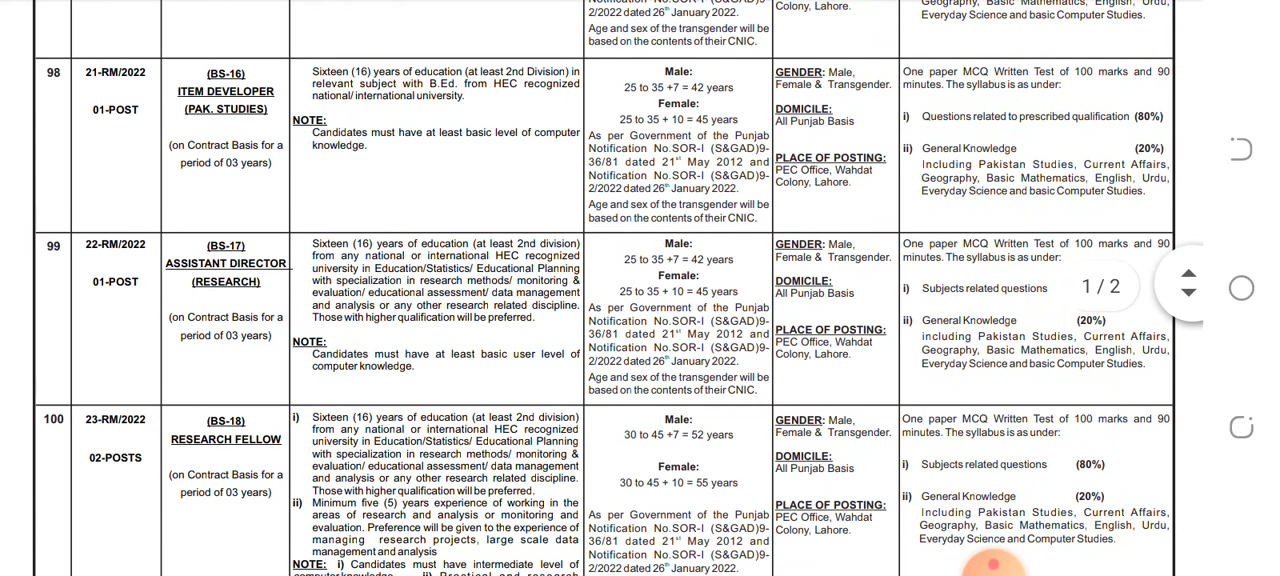 Notification No.SOR-I (S&GAD)9-
2/2022 dated 26th January 2022.
Age and sex of the transgender will be
based on the contents of their CNIC.
Colony, Lahore.
Geography, Basic Mathematics, English, Urdu,
Everyday Science and basic Computer Studies.
98
21-RM/2022
01-POST
(BS-16)
ITEM DEVELOPER
(PAK. STUDIES)
(on Contract Basis for a
period of 03 years)
Sixteen (16) years of education (at least 2nd Division) in
relevant subject with B.Ed. from HEC recognized
national/ international university.
NOTE:
Candidates must have at least basic level of computer
knowledge.
Male:
25 to 35 +7 = 42 years
Female:
25 to 35 + 10 = 45 years
As per Government of the Punjab
Notification No.SOR-I (S&GAD)9-
36/81 dated 21st May 2012 and
Notification No.SOR-I (S&GAD)9-
2/2022 dated 26th January 2022.
Age and sex of the transgender will be
based on the contents of their CNIC.
GENDER: Male,
Female & Transgender.
DOMICILE:
All Punjab Basis
PLACE OF POSTING:
PEC Office, Wahdat
Colony, Lahore.
One paper MCQ Written Test of 100 marks and 90
minutes. The syllabus is as under:
i) Questions related to prescribed qualification (80%)
ii) General Knowledge (20%)
Including Pakistan Studies, Current Affairs,
Geography, Basic Mathematics, English, Urdu,
Everyday Science and basic Computer Studies.
99
22-RM/2022
01-POST
(BS-17)
ASSISTANT DIRECTOR
(RESEARCH)
(on Contract Basis for a
period of 03 years)
Sixteen (16) years of education (at least 2nd division)
from any national or international HEC recognized
university in Education/Statistics/ Educational Planning
with specialization in research methods/ monitoring &
evaluation/ educational assessment/ data management
and analysis or any other research related discipline.
Those with higher qualification will be preferred.
NOTE:
Candidates must have at least basic user level of
computer knowledge.
Male:
25 to 35 +7 = 42 years
Female:
25 to 35 + 10 = 45 years
As per Government of the Punjab
Notification No.SOR-I (S&GAD)9-
36/81 dated 21st May 2012 and
Notification No.SOR-I (S&GAD)9-
2/2022 dated 26th January 2022.
Age and sex of the transgender will be
based on the contents of their CNIC.
GENDER: Male,
Female & Transgender.
DOMICILE:
All Punjab Basis
PLACE OF POSTING:
PEC Office, Wahdat
Colony, Lahore.
One paper MCQ Written Test of 100 marks and 90
minutes. The syllabus is as under:
i) Subjects related questions
1 / 2
ii) General Knowledge (20%)
including Pakistan Studies, Current Affairs,
Geography, Basic Mathematics, English, Urdu,
Everyday Science and basic Computer Studies.
100
23-RM/2022
02-POSTS
(BS-18)
RESEARCH FELLOW
(on Contract Basis for a
period of 03 years)
i) Sixteen (16) years of education (at least 2nd division)
from any national or international HEC recognized
university in Education/Statistics/ Educational Planning
with specialization in research methods/ monitoring &
evaluation/ educational assessment/ data management
and analysis or any other research related discipline.
Those with higher qualification will be preferred.
ii) Minimum five (5) years experience of working in the
areas of research and analysis or monitoring and
evaluation. Preference will be given to the experience of
managing research projects, large scale data
management and analysis
NOTE: i) Candidates must have intermediate level of
Male:
30 to 45 +7 = 52 years
Female:
30 to 45 + 10 = 55 years
As per Government of the Punjab
Notification No.SOR-I (S&GAD)9-
36/81 dated 21st May 2012 and
Notification No.SOR-I (S&GAD)9-
2/2022 dated 26th January 2022.
GENDER: Male,
Female & Transgender.
DOMICILE:
All Punjab Basis
PLACE OF POSTING:
PEC Office, Wahdat
Colony, Lahore.
One paper MCQ Written Test of 100 marks and 90
minutes. The syllabus is as under:
i) Subjects related questions (80%)
ii) General Knowledge (20%)
Including Pakistan Studies, Current Affairs,
Geography, Basic Mathematics, English, Urdu,
Everyday Science and basic Computer Studies.